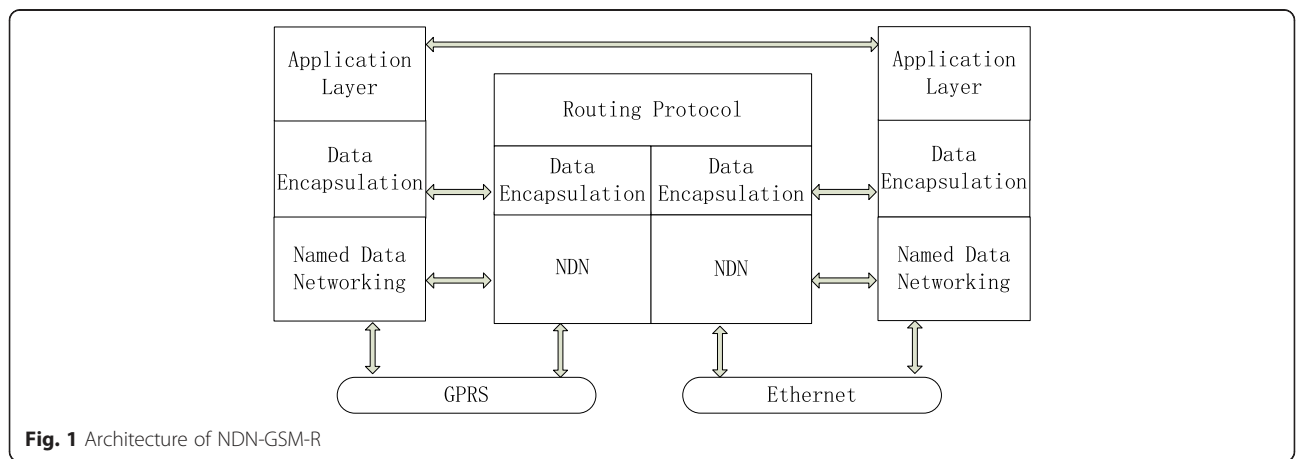 Application
Layer
Data
Encapsulation
Named Data
Networking
Routing Protocol
Data
Encapsulation
Data
Encapsulation
NDN
NDN
Application
Layer
Data
Encapsulation
Named Data
Networking
GPRS
Ethernet
Fig. 1 Architecture of NDN-GSM-R